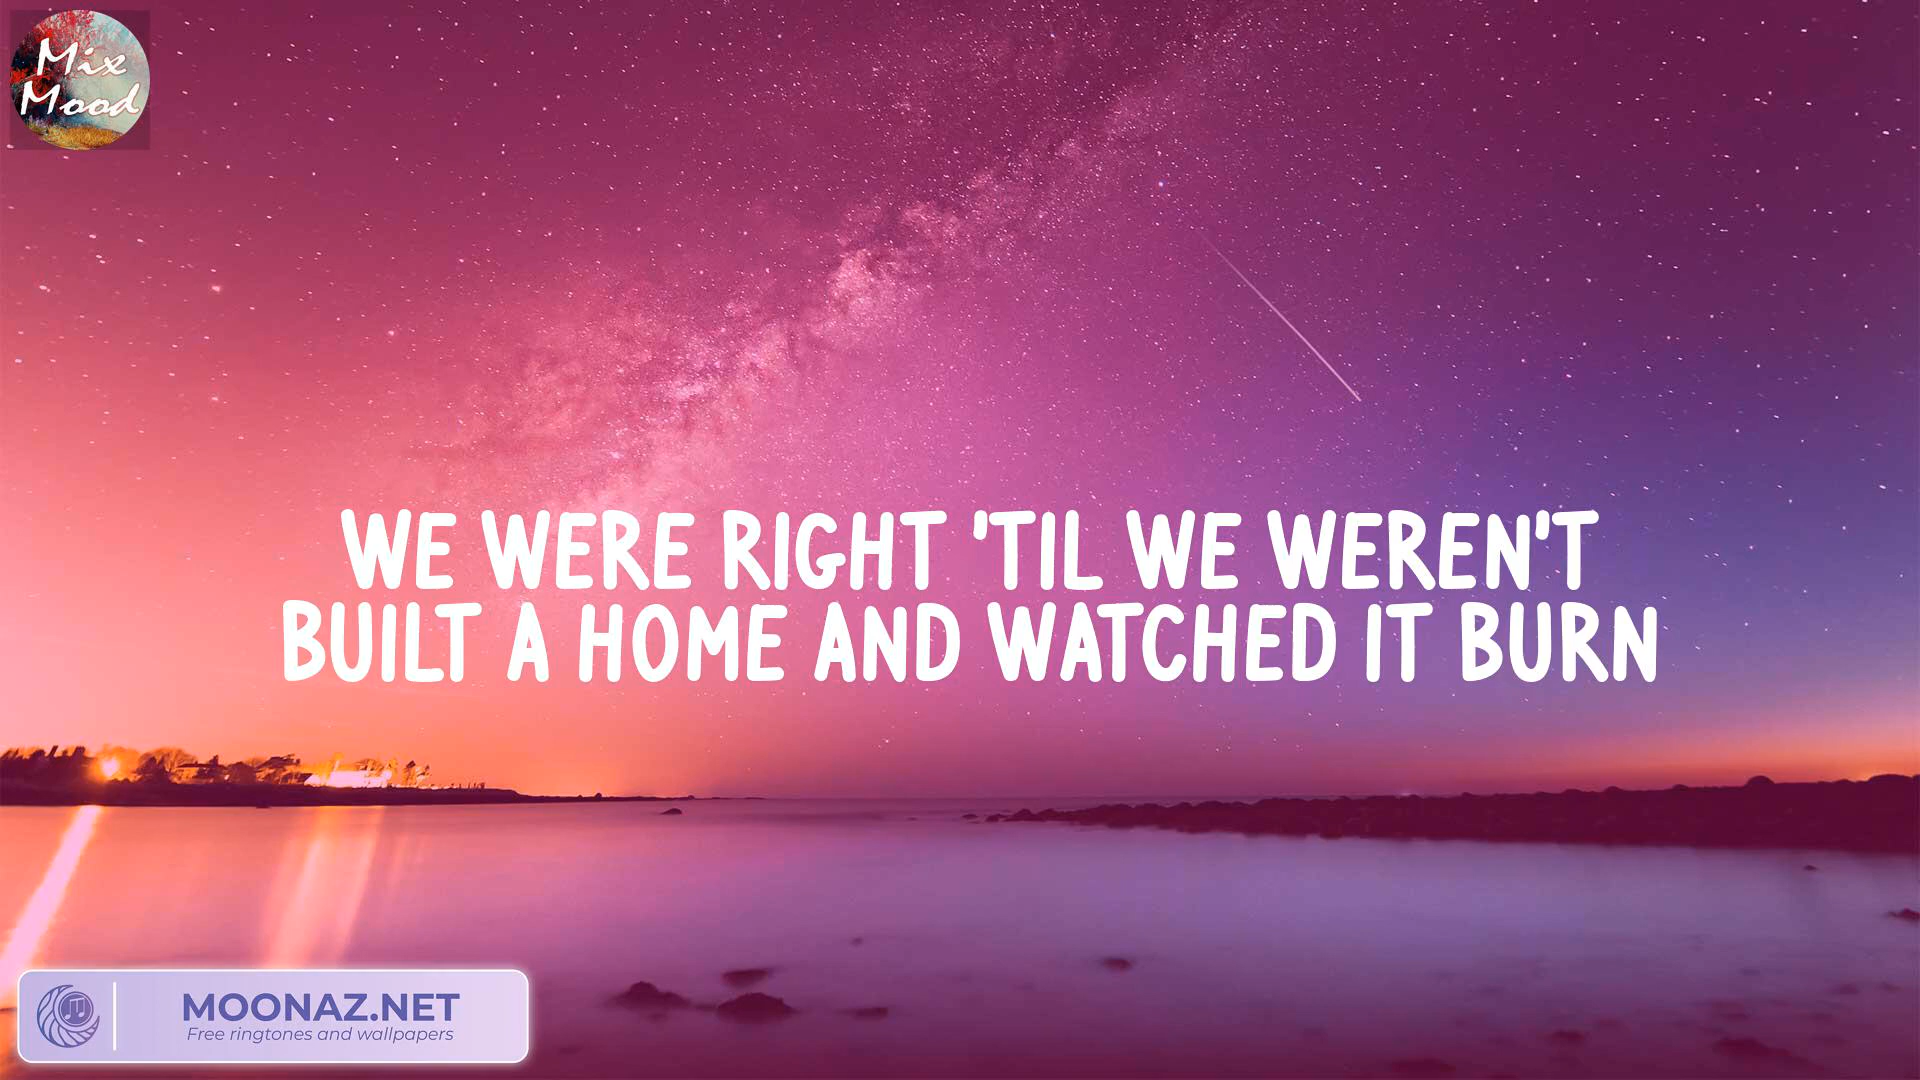 Mix
Mood
WE WERE RIGHT 'TIL WE WEREN'T
BUILT A HOME AND WATCHED IT BURN
MOONAZ.NET
Free ringtones and wallpapers